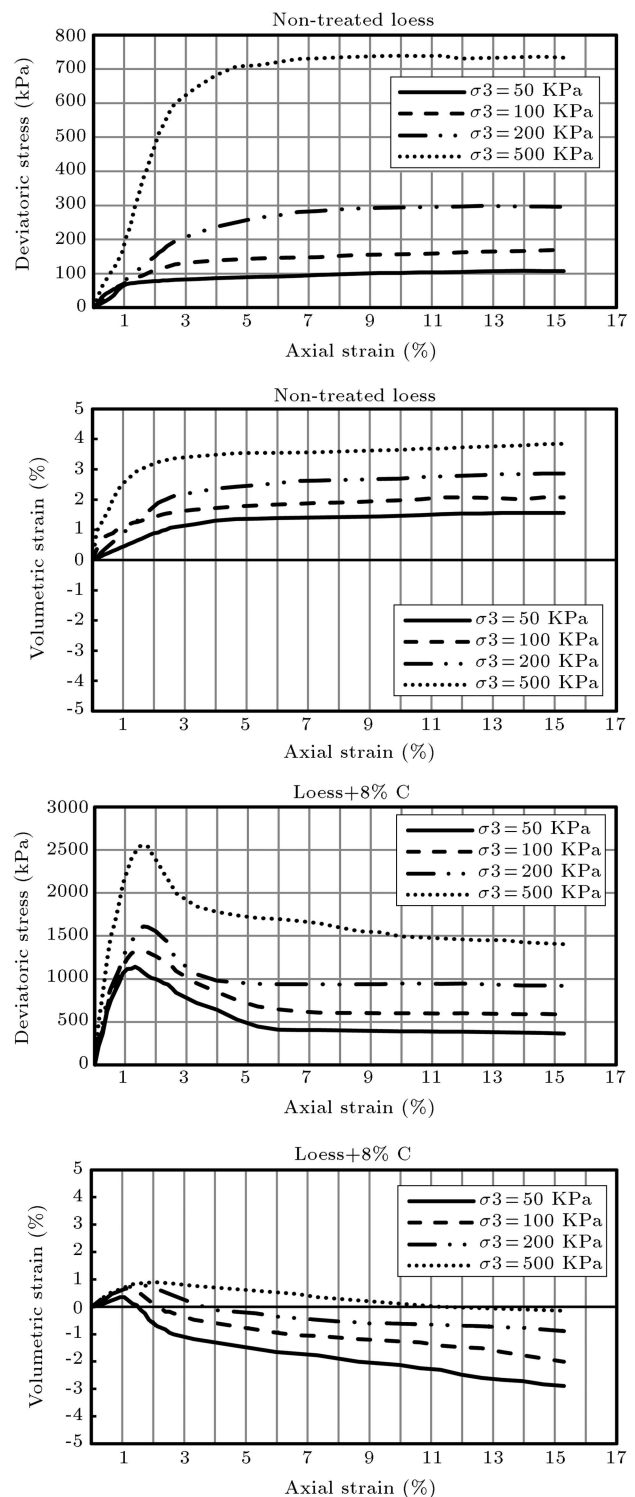 Non-treated loess
Deviatoric stress (kPa)
800
700
600
500
400
300
200
100
0
σ3=50 KPa
σ3=100 KPa
σ3=200 KPa
σ3=500 KPa
1 3 5 7 9 11 13 15 17
Axial strain (%)
Non-treated loess
Volumetric strain (%)
5
4
3
2
1
0
-1
-2
-3
-4
-5
σ3=50 KPa
σ3=100 KPa
σ3=200 KPa
σ3=500 KPa
1 3 5 7 9 11 13 15 17
Axial strain (%)
Loess+8% C
Deviatoric stress (kPa)
3000
2500
2000
1500
1000
500
0
σ3=50 KPa
σ3=100 KPa
σ3=200 KPa
σ3=500 KPa
1 3 5 7 9 11 13 15 17
Axial strain (%)
Loess+8% C
Volumetric strain (%)
5
4
3
2
1
0
-1
-2
-3
-4
-5
σ3=50 KPa
σ3=100 KPa
σ3=200 KPa
σ3=500 KPa
1 3 5 7 9 11 13 15 17
Axial strain (%)